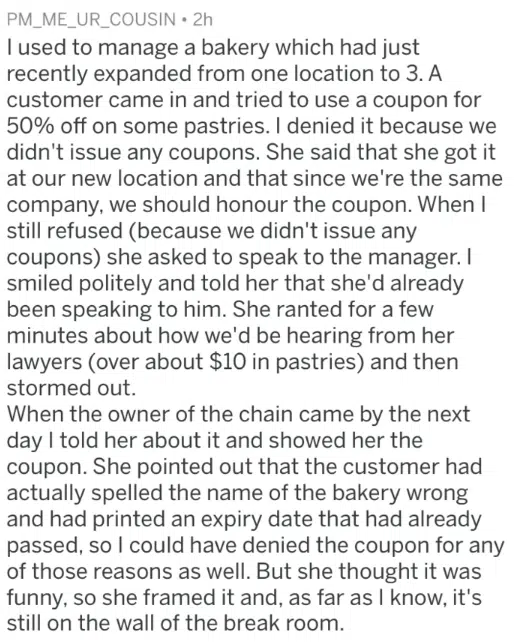 PM_ME_UR_COUSIN • 2h
I used to manage a bakery which had just
recently expanded from one location to 3. A
customer came in and tried to use a coupon for
50% off on some pastries. I denied it because we
didn't issue any coupons. She said that she got it
at our new location and that since we're the same
company, we should honour the coupon. When I
still refused (because we didn't issue any
coupons) she asked to speak to the manager. I
smiled politely and told her that she'd already
been speaking to him. She ranted for a few
minutes about how we'd be hearing from her
lawyers (over about $10 in pastries) and then
stormed out.
When the owner of the chain came by the next
day I told her about it and showed her the
coupon. She pointed out that the customer had
actually spelled the name of the bakery wrong
and had printed an expiry date that had already
passed, so I could have denied the coupon for any
of those reasons as well. But she thought it was
funny, so she framed it and, as far as I know, it's
still on the wall of the break room.